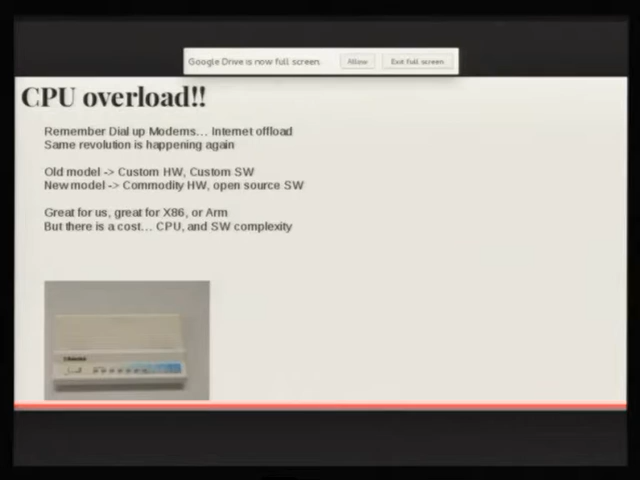 Google Drive is now full screen.
Allow
Exit full screen
CPU overload!!
Remember Dial up Modems... Internet offload
Same revolution is happening again
Old model -> Custom HW, Custom SW
New model -> Commodity HW, open source SW
Great for us, great for X86, or Arm
But there is a cost... CPU, and SW complexity